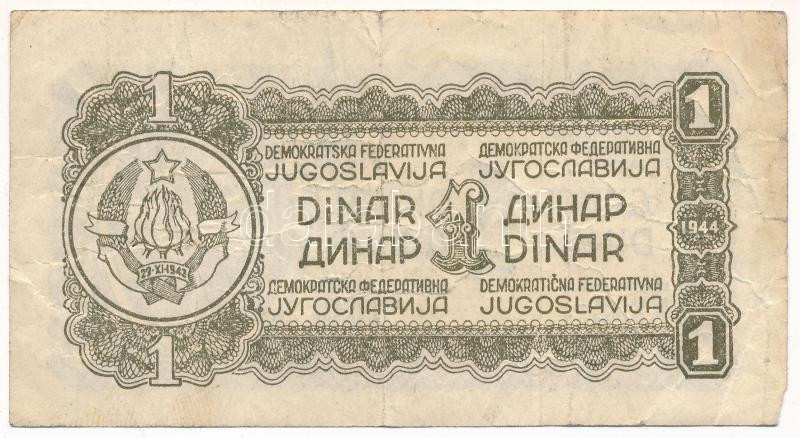 1
1
DEMOKRATSKA FEDERATIVNA
JUGOSLAVIJA
ДЕМОКРАТСКА ФЕДЕРАТИВНА
ЈУГОСЛАВИЈА
DINAR
1
ДИНАР
ДИНАР
DINAR
1944
29·XI·1943
ДЕМОКРАТСКА ФЕДЕРАТИВНА
ЈУГОСЛАВИЈА
DEMOKRATIČNA FEDERATIVNA
JUGOSLAVIJA
1
1